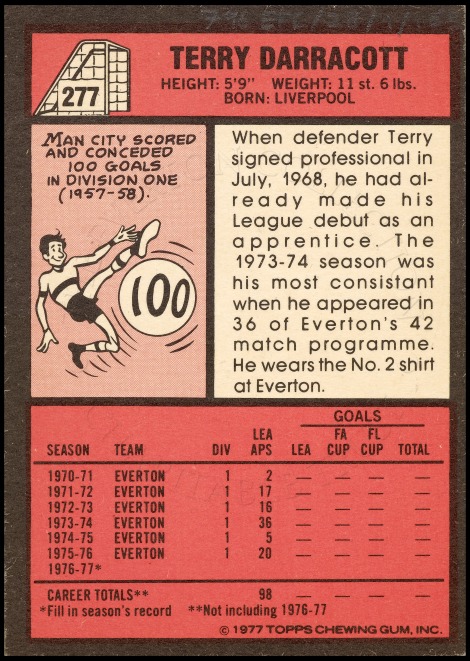 277
TERRY DARRACOTT
HEIGHT: 5'9" WEIGHT: 11 st. 6 lbs.
BORN: LIVERPOOL
MAN CITY SCORED
AND CONCEDED
100 GOALS
IN DIVISION ONE
(1957-58).
100
When defender Terry
signed professional in
July, 1968, he had al-
ready made his
League debut as an
apprentice. The
1973-74 season was
his most consistant
when he appeared in
36 of Everton's 42
match programme.
He wears the No. 2 shirt
at Everton.
GOALS
LEA FA FL
SEASON TEAM DIV APS LEA CUP CUP TOTAL
1970-71 EVERTON 1 2 — — — —
1971-72 EVERTON 1 17 — — — —
1972-73 EVERTON 1 16 — — — —
1973-74 EVERTON 1 36 — — — —
1974-75 EVERTON 1 5 — — — —
1975-76 EVERTON 1 20 — — — —
1976-77*
CAREER TOTALS** 98 — — — —
*Fill in season's record **Not including 1976-77
© 1977 TOPPS CHEWING GUM, INC.